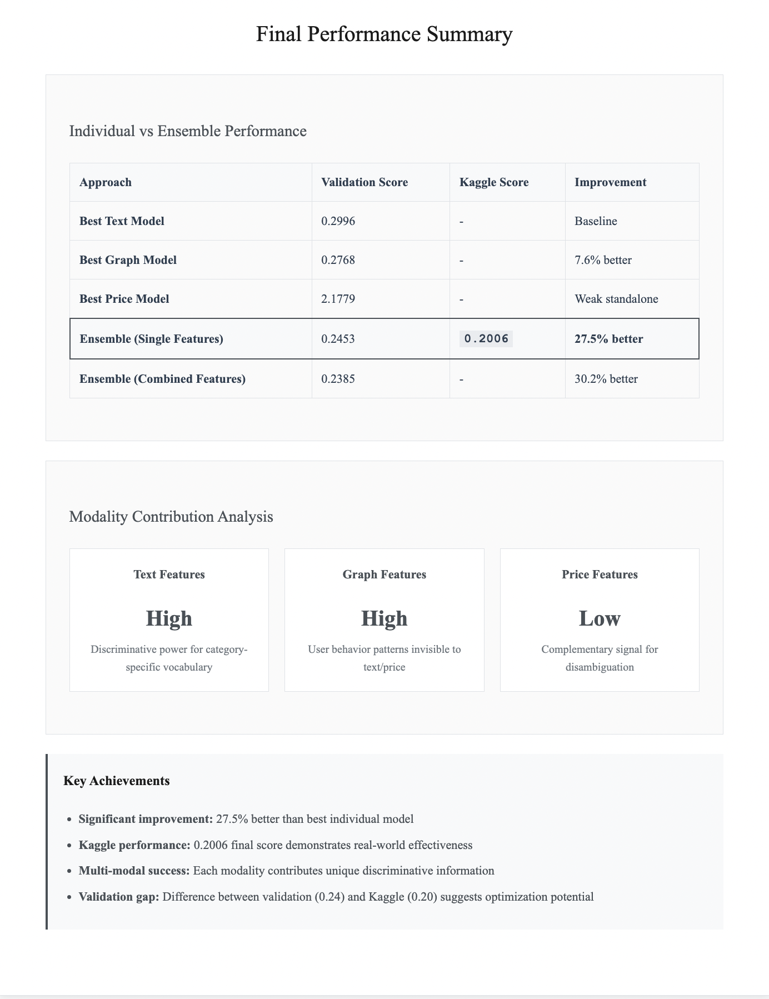 Final Performance Summary
Individual vs Ensemble Performance
Approach Validation Score Kaggle Score Improvement
Best Text Model 0.2996 - Baseline
Best Graph Model 0.2768 - 7.6% better
Best Price Model 2.1779 - Weak standalone
Ensemble (Single Features) 0.2453 0.2006 27.5% better
Ensemble (Combined Features) 0.2385 - 30.2% better
Modality Contribution Analysis
Text Features
High
Discriminative power for category-
specific vocabulary
Graph Features
High
User behavior patterns invisible to
text/price
Price Features
Low
Complementary signal for
disambiguation
Key Achievements
• Significant improvement: 27.5% better than best individual model
• Kaggle performance: 0.2006 final score demonstrates real-world effectiveness
• Multi-modal success: Each modality contributes unique discriminative information
• Validation gap: Difference between validation (0.24) and Kaggle (0.20) suggests optimization potential